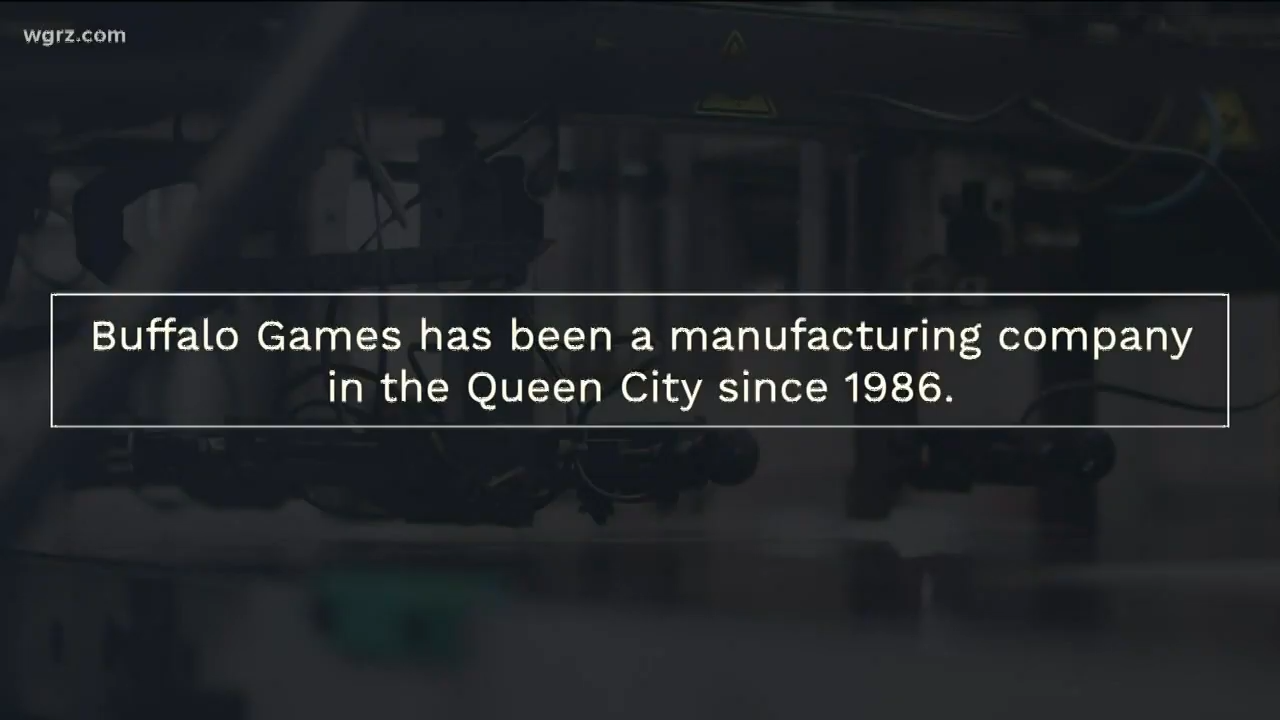 wgrz.com
Buffalo Games has been a manufacturing company
in the Queen City since 1986.